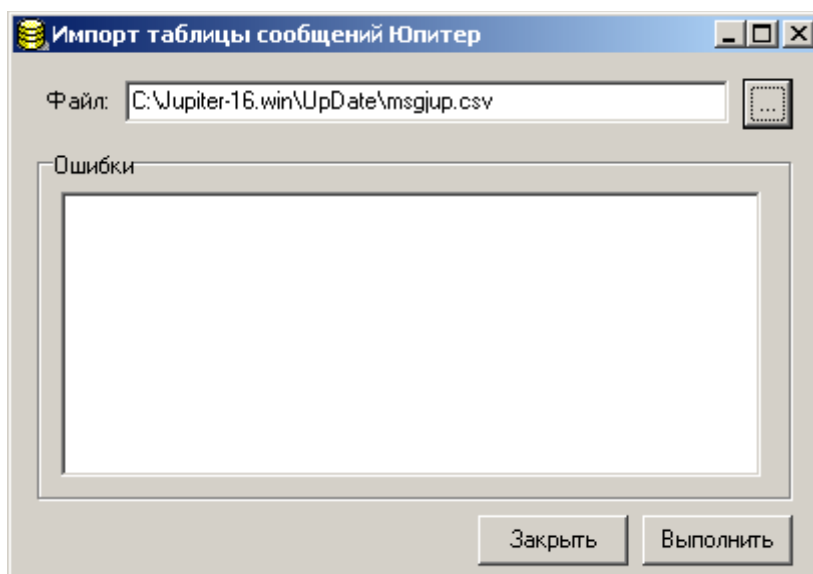 Импорт таблицы сообщений Юпитер
Файл: C:\Jupiter-16.win\UpDate\msgjup.csv ...
Ошибки
Закрыть Выполнить